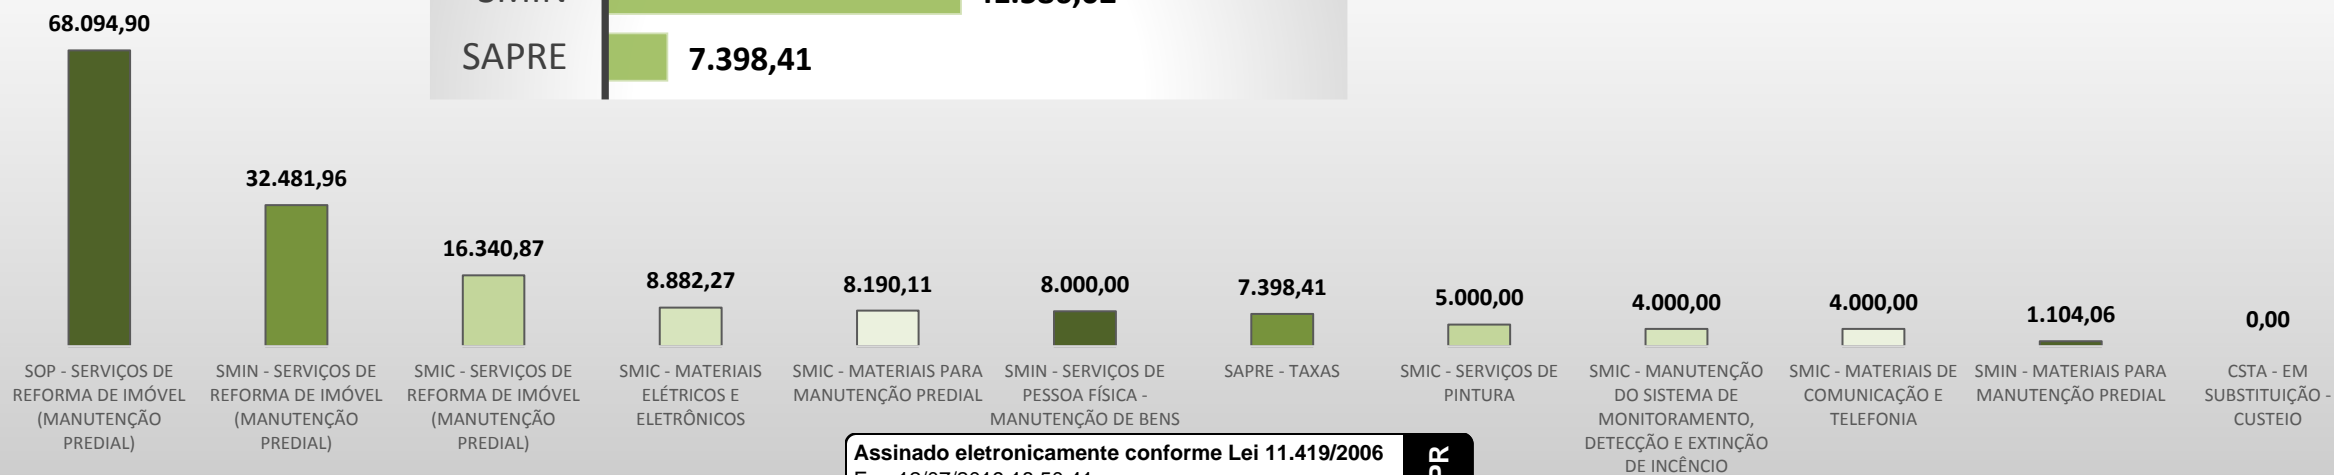 SAPRE
7.398,41
68.094,90
32.481,96
16.340,87
8.882,27
8.190,11
8.000,00
7.398,41
5.000,00
4.000,00
4.000,00
1.104,06
0,00
SOP - SERVIÇOS DE
REFORMA DE IMÓVEL
(MANUTENÇÃO
PREDIAL)
SMIN - SERVIÇOS DE
REFORMA DE IMÓVEL
(MANUTENÇÃO
PREDIAL)
SMIC - SERVIÇOS DE
REFORMA DE IMÓVEL
(MANUTENÇÃO
PREDIAL)
SMIC - MATERIAIS
ELÉTRICOS E
ELETRÔNICOS
SMIC - MATERIAIS PARA
MANUTENÇÃO PREDIAL
SMIN - SERVIÇOS DE
PESSOA FÍSICA -
MANUTENÇÃO DE BENS
SAPRE - TAXAS
SMIC - SERVIÇOS DE
PINTURA
SMIC - MANUTENÇÃO
DO SISTEMA DE
MONITORAMENTO,
DETECÇÃO E EXTINÇÃO
DE INCÊNCIO
SMIC - MATERIAIS DE
COMUNICAÇÃO E
TELEFONIA
SMIN - MATERIAIS PARA
MANUTENÇÃO PREDIAL
CSTA - EM
SUBSTITUIÇÃO -
CUSTEIO
Assinado eletronicamente conforme Lei 11.419/2006
PR